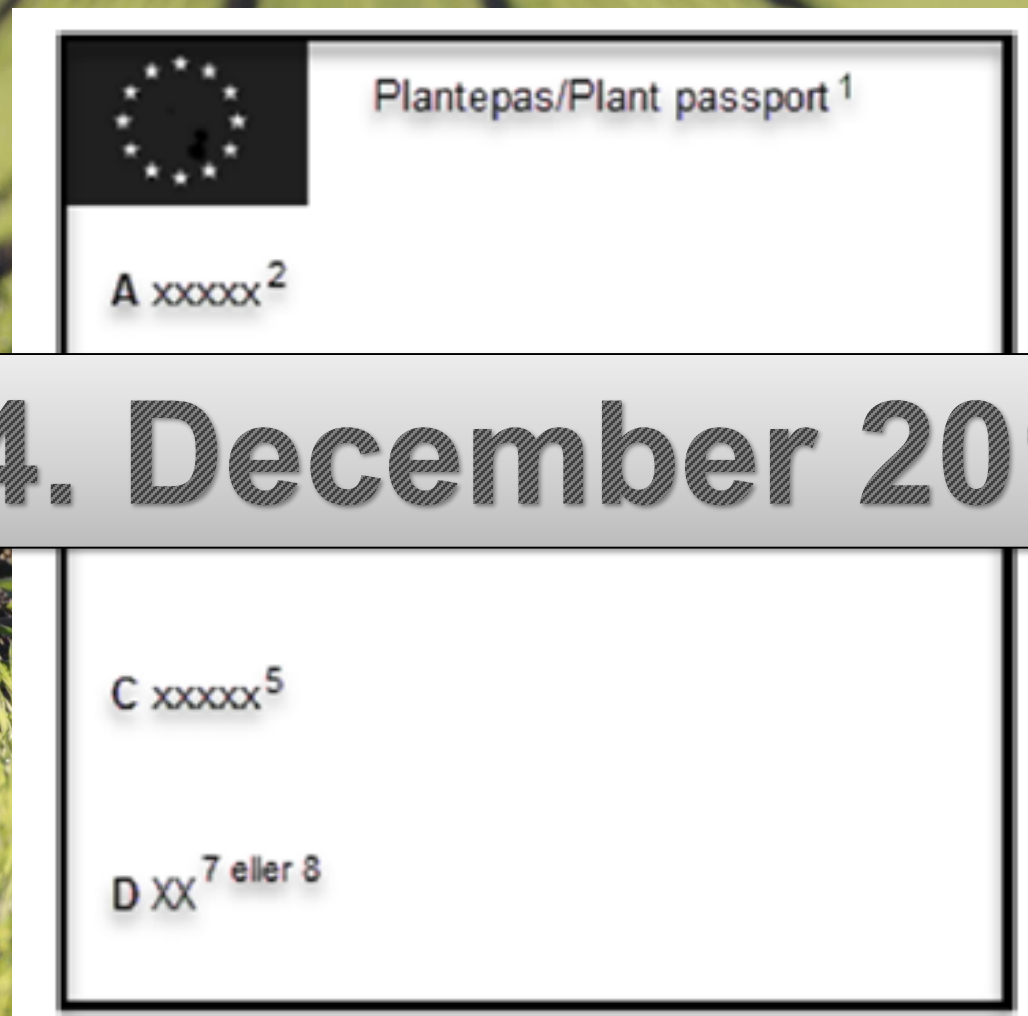 Plantepas/Plant passport 1
A xxxxx 2
4. December 20
C xxxxx 5
D XX 7 eller 8